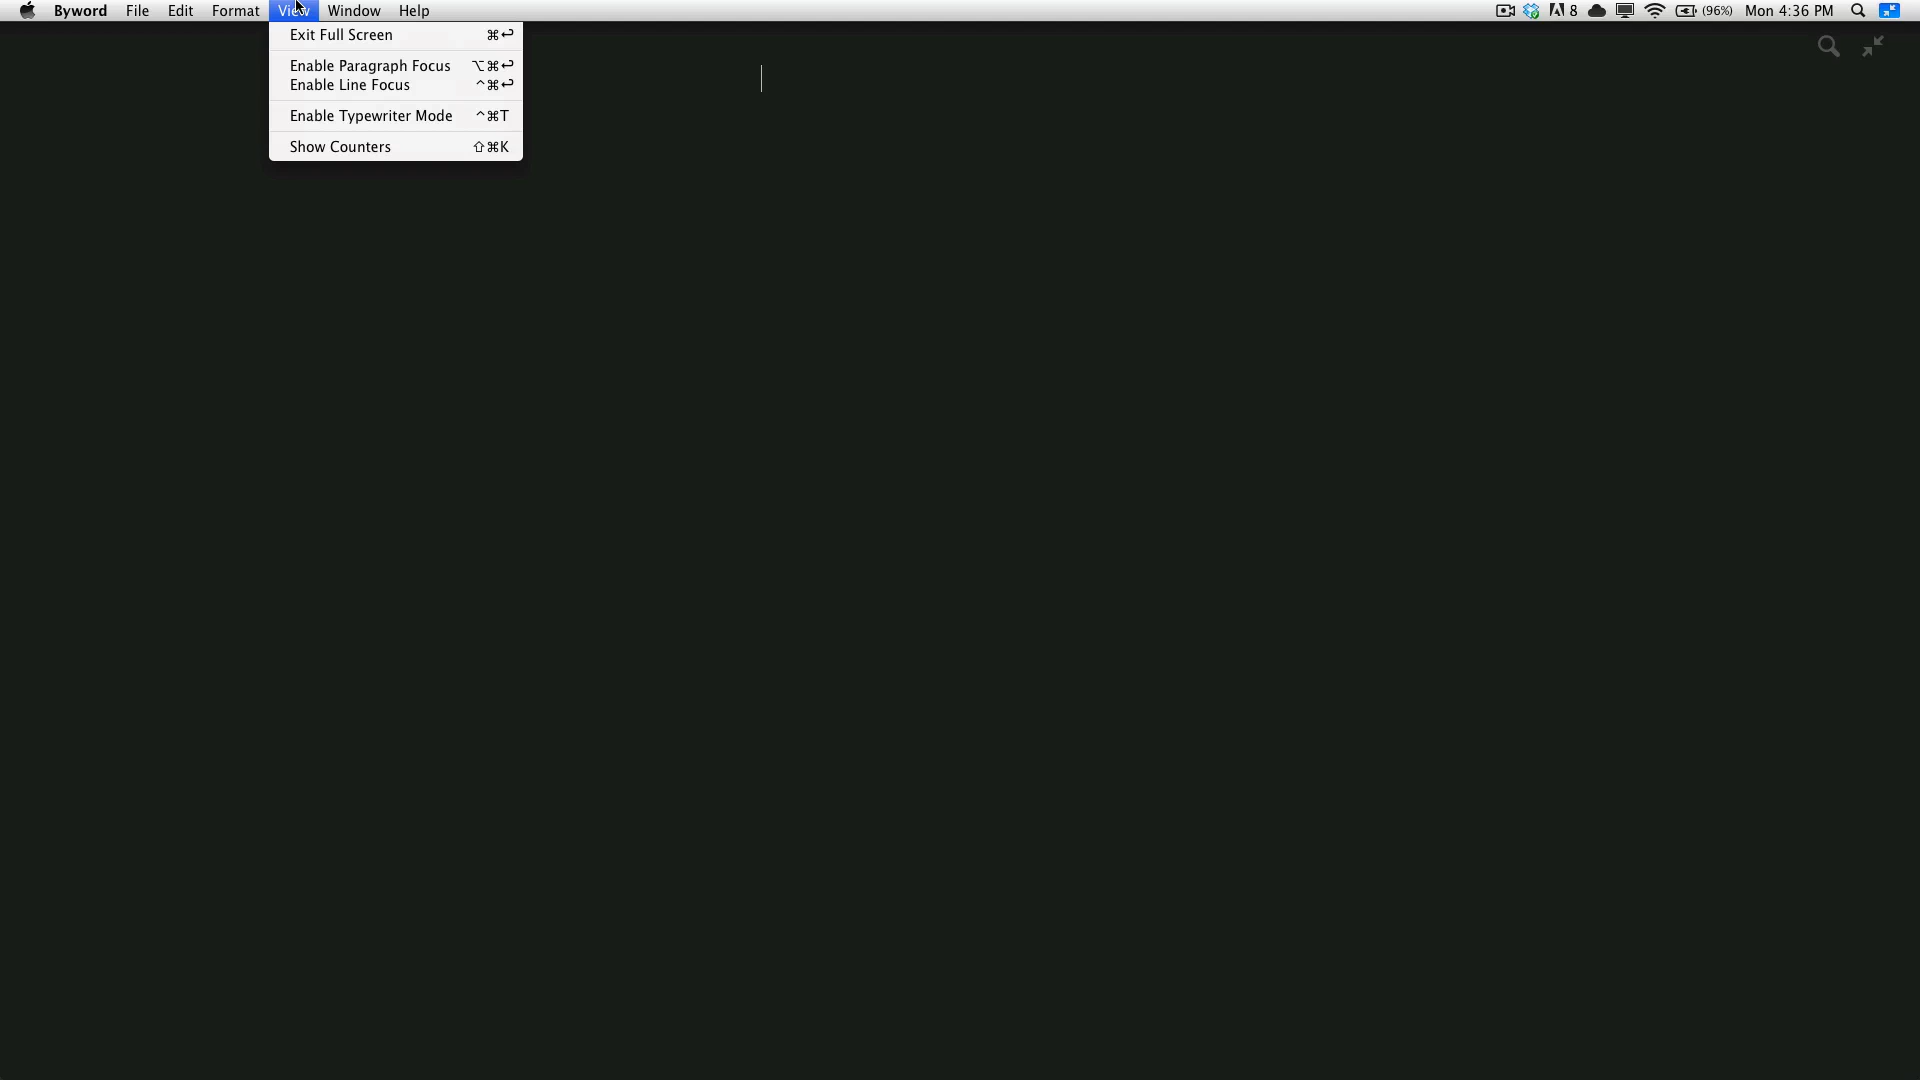 Byword File Edit Format View Window Help 8 (96%) Mon 4:36 PM
Exit Full Screen ⌘↩
Enable Paragraph Focus ⌥⌘↩
Enable Line Focus ^⌘↩
Enable Typewriter Mode ^⌘T
Show Counters ⇧⌘K